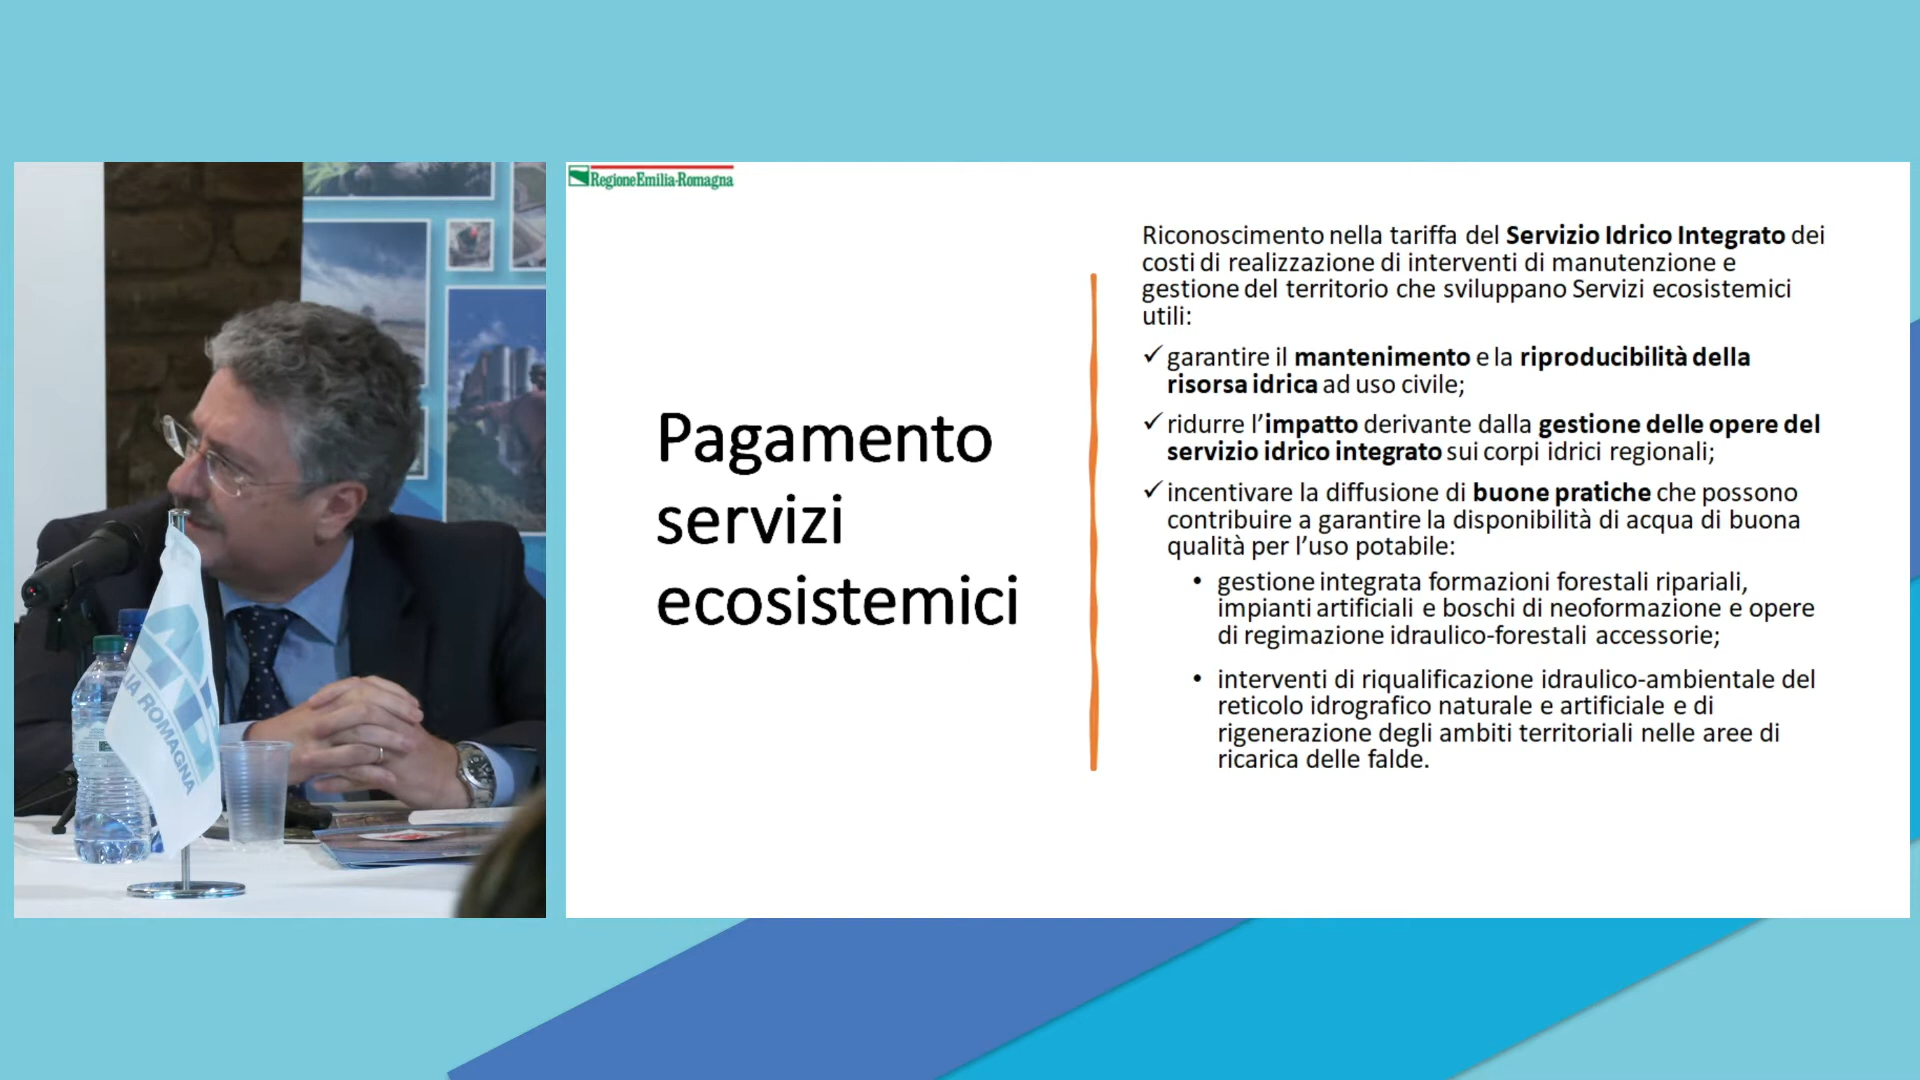 RegioneEmilia-Romagna
Pagamento
servizi
ecosistemici
Riconoscimento nella tariffa del Servizio Idrico Integrato dei
costi di realizzazione di interventi di manutenzione e
gestione del territorio che sviluppano Servizi ecosistemici
utili:
✓ garantire il mantenimento e la riproducibilità della
risorsa idrica ad uso civile;
✓ ridurre l’impatto derivante dalla gestione delle opere del
servizio idrico integrato sui corpi idrici regionali;
✓ incentivare la diffusione di buone pratiche che possono
contribuire a garantire la disponibilità di acqua di buona
qualità per l’uso potabile:
• gestione integrata formazioni forestali ripariali,
impianti artificiali e boschi di neoformazione e opere
di regimazione idraulico-forestali accessorie;
• interventi di riqualificazione idraulico-ambientale del
reticolo idrografico naturale e artificiale e di
rigenerazione degli ambiti territoriali nelle aree di
ricarica delle falde.
ROMAGNA